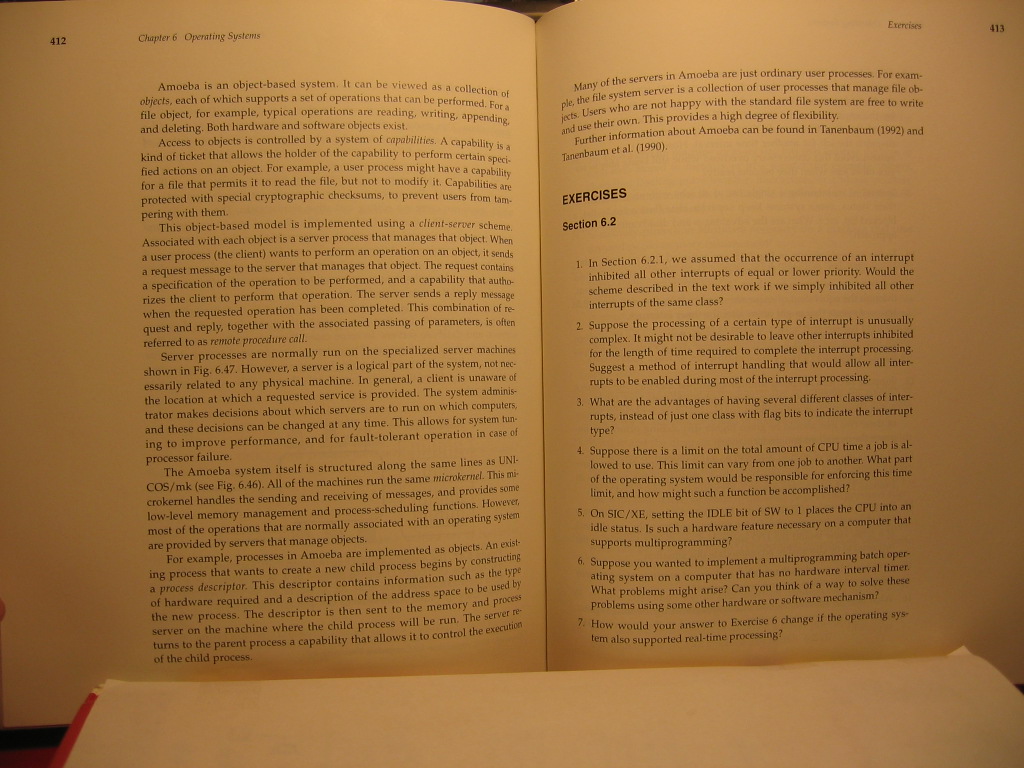 412
Chapter 6 Operating Systems
Amoeba is an object-based system. It can be viewed as a collection of
objects, each of which supports a set of operations that can be performed. For a
file object, for example, typical operations are reading, writing, appending,
and deleting. Both hardware and software objects exist.
Access to objects is controlled by a system of capabilities. A capability is a
kind of ticket that allows the holder of the capability to perform certain speci-
fied actions on an object. For example, a user process might have a capability
for a file that permits it to read the file, but not to modify it. Capabilities are
protected with special cryptographic checksums, to prevent users from tam-
pering with them.
This object-based model is implemented using a client-server scheme.
Associated with each object is a server process that manages that object. When
a user process (the client) wants to perform an operation on an object, it sends
a request message to the server that manages that object. The request contains
a specification of the operation to be performed, and a capability that autho-
rizes the client to perform that operation. The server sends a reply message
when the requested operation has been completed. This combination of re-
quest and reply, together with the associated passing of parameters, is often
referred to as remote procedure call.
Server processes are normally run on the specialized server machines
shown in Fig. 6.47. However, a server is a logical part of the system, not nec-
essarily related to any physical machine. In general, a client is unaware of
the location at which a requested service is provided. The system adminis-
trator makes decisions about which servers are to run on which computers,
and these decisions can be changed at any time. This allows for system tun-
ing to improve performance, and for fault-tolerant operation in case of
processor failure.
The Amoeba system itself is structured along the same lines as UNI-
COS/mk (see Fig. 6.46). All of the machines run the same microkernel. This mi-
crokernel handles the sending and receiving of messages, and provides some
low-level memory management and process-scheduling functions. However,
most of the operations that are normally associated with an operating system
are provided by servers that manage objects.
For example, processes in Amoeba are implemented as objects. An exist-
ing process that wants to create a new child process begins by constructing
a process descriptor. This descriptor contains information such as the type
of hardware required and a description of the address space to be used by
the new process. The descriptor is then sent to the memory and process
server on the machine where the child process will be run. The server re-
turns to the parent process a capability that allows it to control the execution
of the child process.
Exercises
413
Many of the servers in Amoeba are just ordinary user processes. For exam-
ple, the file system server is a collection of user processes that manage file ob-
jects. Users who are not happy with the standard file system are free to write
and use their own. This provides a high degree of flexibility.
Further information about Amoeba can be found in Tanenbaum (1992) and
Tanenbaum et al. (1990).
EXERCISES
Section 6.2
1. In Section 6.2.1, we assumed that the occurrence of an interrupt
inhibited all other interrupts of equal or lower priority. Would the
scheme described in the text work if we simply inhibited all other
interrupts of the same class?
2. Suppose the processing of a certain type of interrupt is unusually
complex. It might not be desirable to leave other interrupts inhibited
for the length of time required to complete the interrupt processing.
Suggest a method of interrupt handling that would allow all inter-
rupts to be enabled during most of the interrupt processing.
3. What are the advantages of having several different classes of inter-
rupts, instead of just one class with flag bits to indicate the interrupt
type?
4. Suppose there is a limit on the total amount of CPU time a job is al-
lowed to use. This limit can vary from one job to another. What part
of the operating system would be responsible for enforcing this time
limit, and how might such a function be accomplished?
5. On SIC/XE, setting the IDLE bit of SW to 1 places the CPU into an
idle status. Is such a hardware feature necessary on a computer that
supports multiprogramming?
6. Suppose you wanted to implement a multiprogramming batch oper-
ating system on a computer that has no hardware interval timer.
What problems might arise? Can you think of a way to solve these
problems using some other hardware or software mechanism?
7. How would your answer to Exercise 6 change if the operating sys-
tem also supported real-time processing?